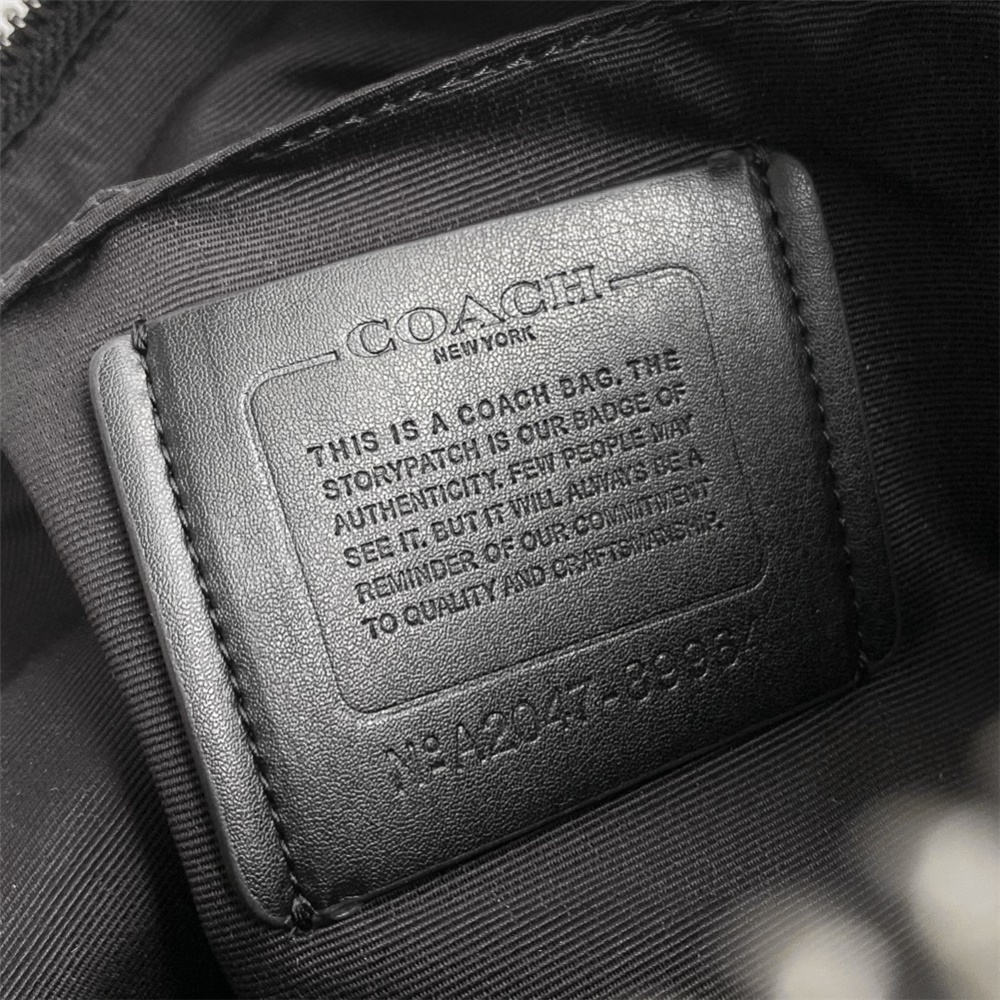 COACH
NEW YORK
THIS IS A COACH BAG. THE
STORYPATCH IS OUR BADGE OF
AUTHENTICITY. FEW PEOPLE MAY
SEE IT. BUT IT WILL ALWAYS BE A
REMINDER OF OUR COMMITMENT
TO QUALITY AND CRAFTSMANSHIP.
NºA2047-89964